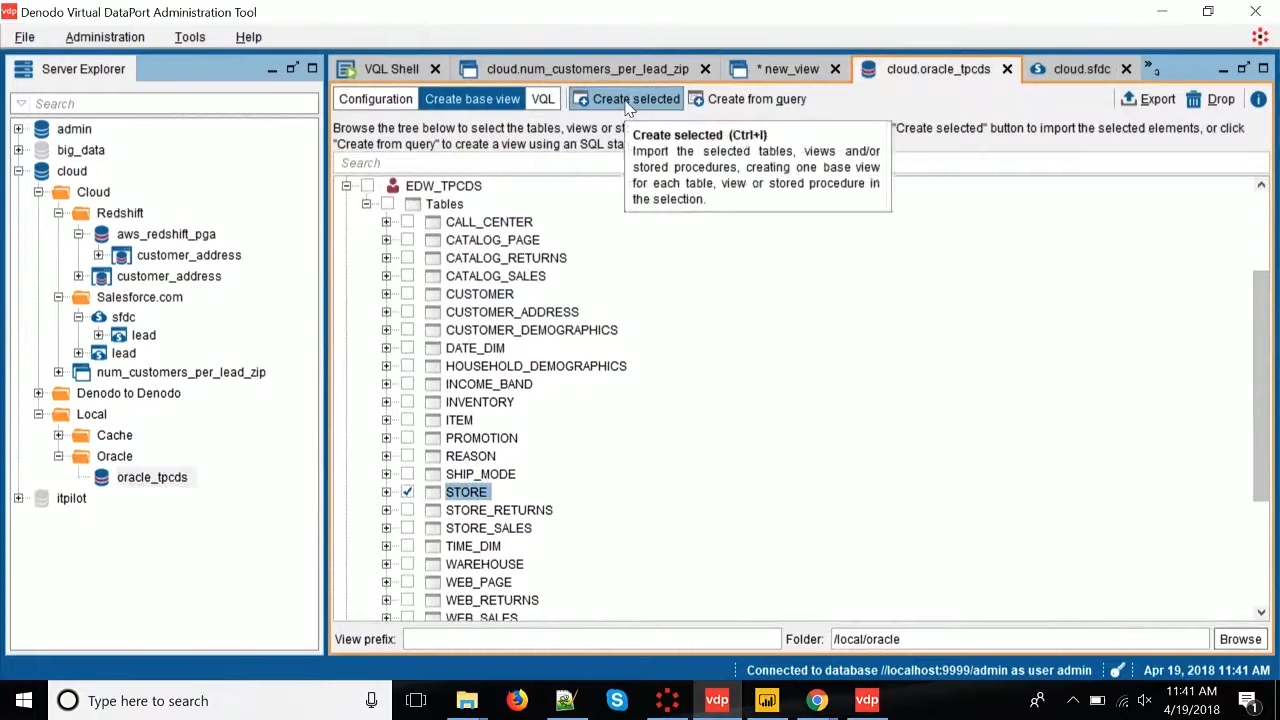 vdp Denodo Virtual DataPort Administration Tool
File Administration Tools Help
Server Explorer
VQL Shell cloud.num_customers_per_lead_zip * new_view cloud.oracle_tpcds cloud.sfdc »5
Search
Configuration Create base view VQL Create selected Create from query Export Drop
Browse the tree below to select the tables, views or st "Create selected" button to import the selected elements, or click
"Create from query" to create a view using an SQL sta
Create selected (Ctrl+I)
Import the selected tables, views and/or
stored procedures, creating one base view
for each table, view or stored procedure in
the selection.
Search
admin
big_data
cloud
Cloud
Redshift
aws_redshift_pga
customer_address
customer_address
Salesforce.com
sfdc
lead
lead
num_customers_per_lead_zip
Denodo to Denodo
Local
Cache
Oracle
oracle_tpcds
itpilot
EDW_TPCDS
Tables
CALL_CENTER
CATALOG_PAGE
CATALOG_RETURNS
CATALOG_SALES
CUSTOMER
CUSTOMER_ADDRESS
CUSTOMER_DEMOGRAPHICS
DATE_DIM
HOUSEHOLD_DEMOGRAPHICS
INCOME_BAND
INVENTORY
ITEM
PROMOTION
REASON
SHIP_MODE
STORE
STORE_RETURNS
STORE_SALES
TIME_DIM
WAREHOUSE
WEB_PAGE
WEB_RETURNS
WEB_SALES
View prefix: Folder: /local/oracle Browse
Connected to database //localhost:9999/admin as user admin Apr 19, 2018 11:41 AM
Type here to search
vdp
vdp
11:41 AM
4/19/2018
1